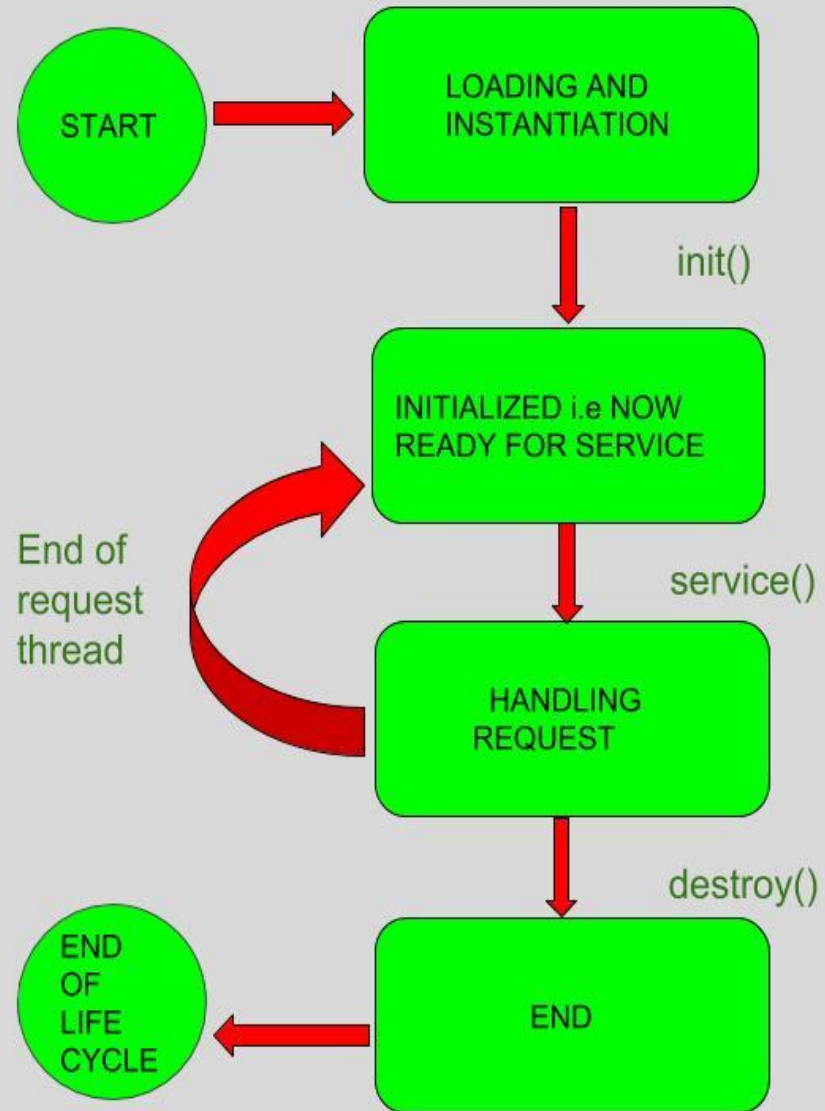 START
LOADING AND
INSTANTIATION
init()
INITIALIZED i.e NOW
READY FOR SERVICE
End of
request
thread
service()
HANDLING
REQUEST
destroy()
END
OF
LIFE
CYCLE
END